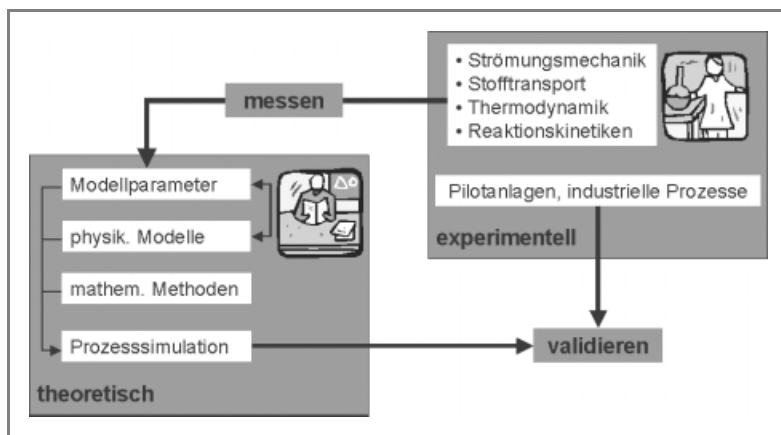 • Strömungsmechanik
• Stofftransport
• Thermodynamik
• Reaktionskinetiken
messen
Pilotanlagen, industrielle Prozesse
experimentell
Modellparameter
physik. Modelle
mathem. Methoden
Prozesssimulation
theoretisch
validieren